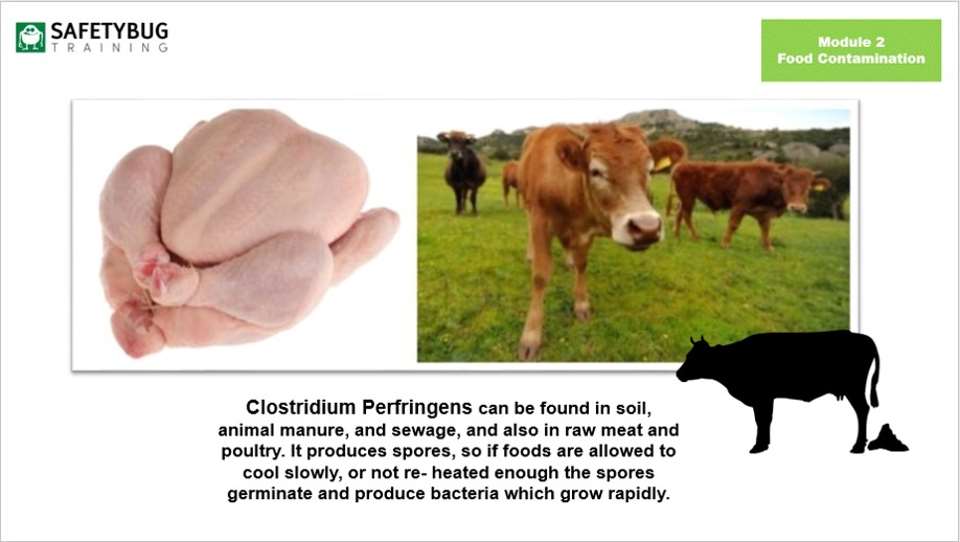 SAFETYBUG
TRAINING
Module 2
Food Contamination
Clostridium Perfringens can be found in soil,
animal manure, and sewage, and also in raw meat and
poultry. It produces spores, so if foods are allowed to
cool slowly, or not re- heated enough the spores
germinate and produce bacteria which grow rapidly.